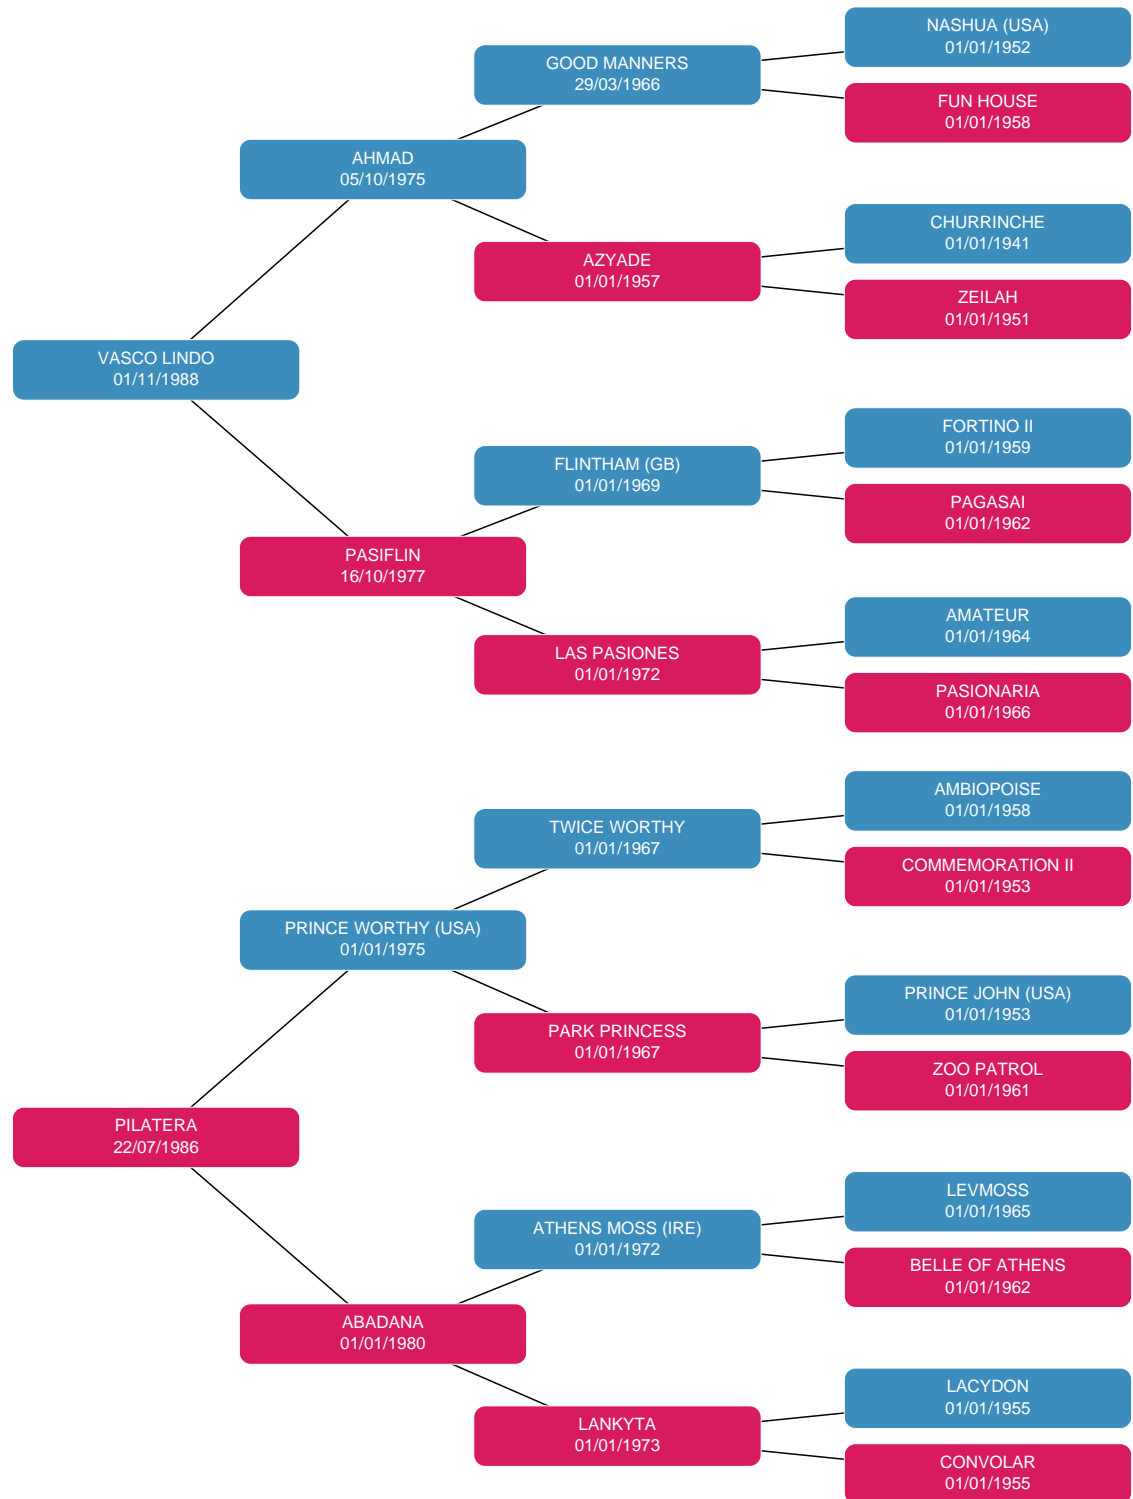 NASHUA (USA)
01/01/1952
GOOD MANNERS
29/03/1966
FUN HOUSE
01/01/1958
AHMAD
05/10/1975
CHURRINCHE
01/01/1941
AZYADE
01/01/1957
ZEILAH
01/01/1951
VASCO LINDO
01/11/1988
FORTINO II
01/01/1959
FLINTHAM (GB)
01/01/1969
PAGASAI
01/01/1962
PASIFLIN
16/10/1977
AMATEUR
01/01/1964
LAS PASIONES
01/01/1972
PASIONARIA
01/01/1966
AMBIOPOISE
01/01/1958
TWICE WORTHY
01/01/1967
COMMEMORATION II
01/01/1953
PRINCE WORTHY (USA)
01/01/1975
PRINCE JOHN (USA)
01/01/1953
PARK PRINCESS
01/01/1967
ZOO PATROL
01/01/1961
PILATERA
22/07/1986
LEVMOSS
01/01/1965
ATHENS MOSS (IRE)
01/01/1972
BELLE OF ATHENS
01/01/1962
ABADANA
01/01/1980
LACYDON
01/01/1955
LANKYTA
01/01/1973
CONVOLAR
01/01/1955